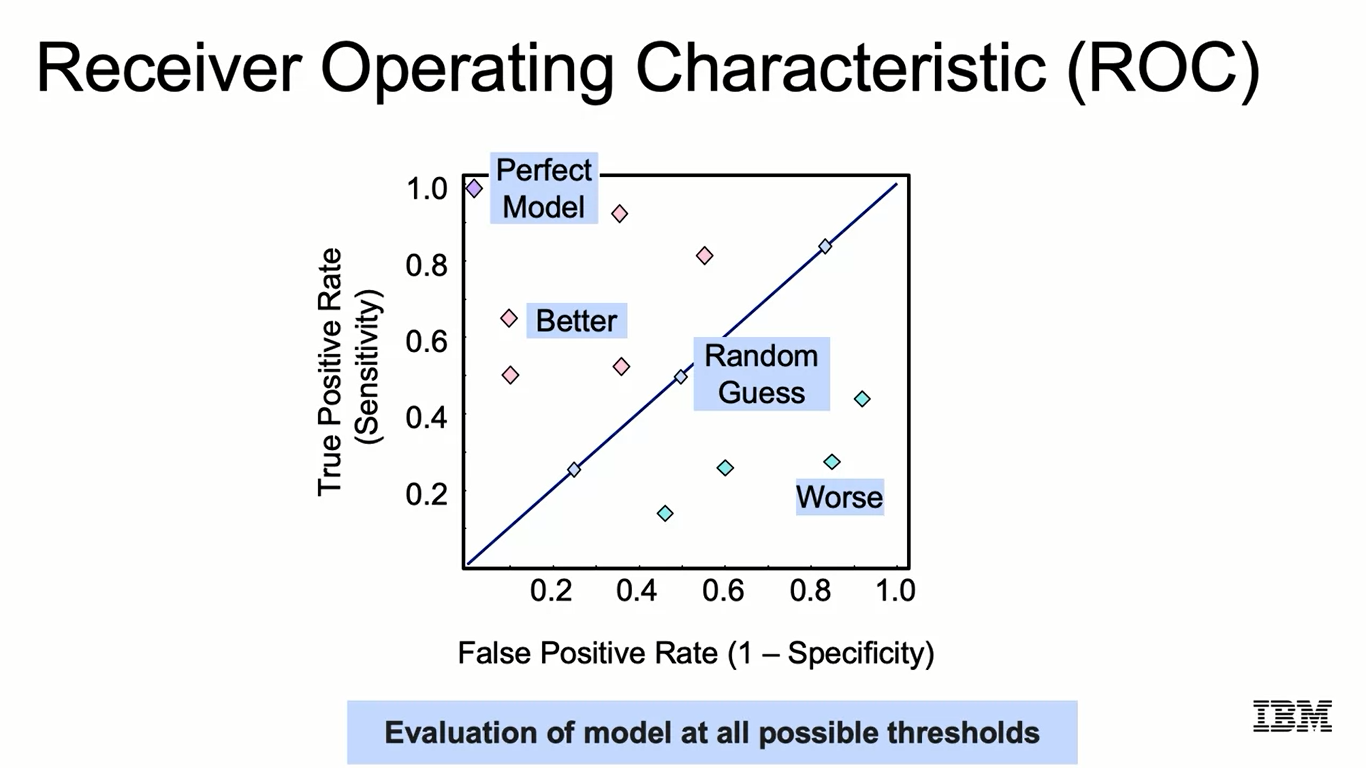 Receiver Operating Characteristic (ROC)
Perfect
Model
1.0
0.8
Better
0.6
Random
Guess
0.4
Worse
0.2
True Positive Rate
(Sensitivity)
0.2 0.4 0.6 0.8 1.0
False Positive Rate (1 – Specificity)
Evaluation of model at all possible thresholds
IBM